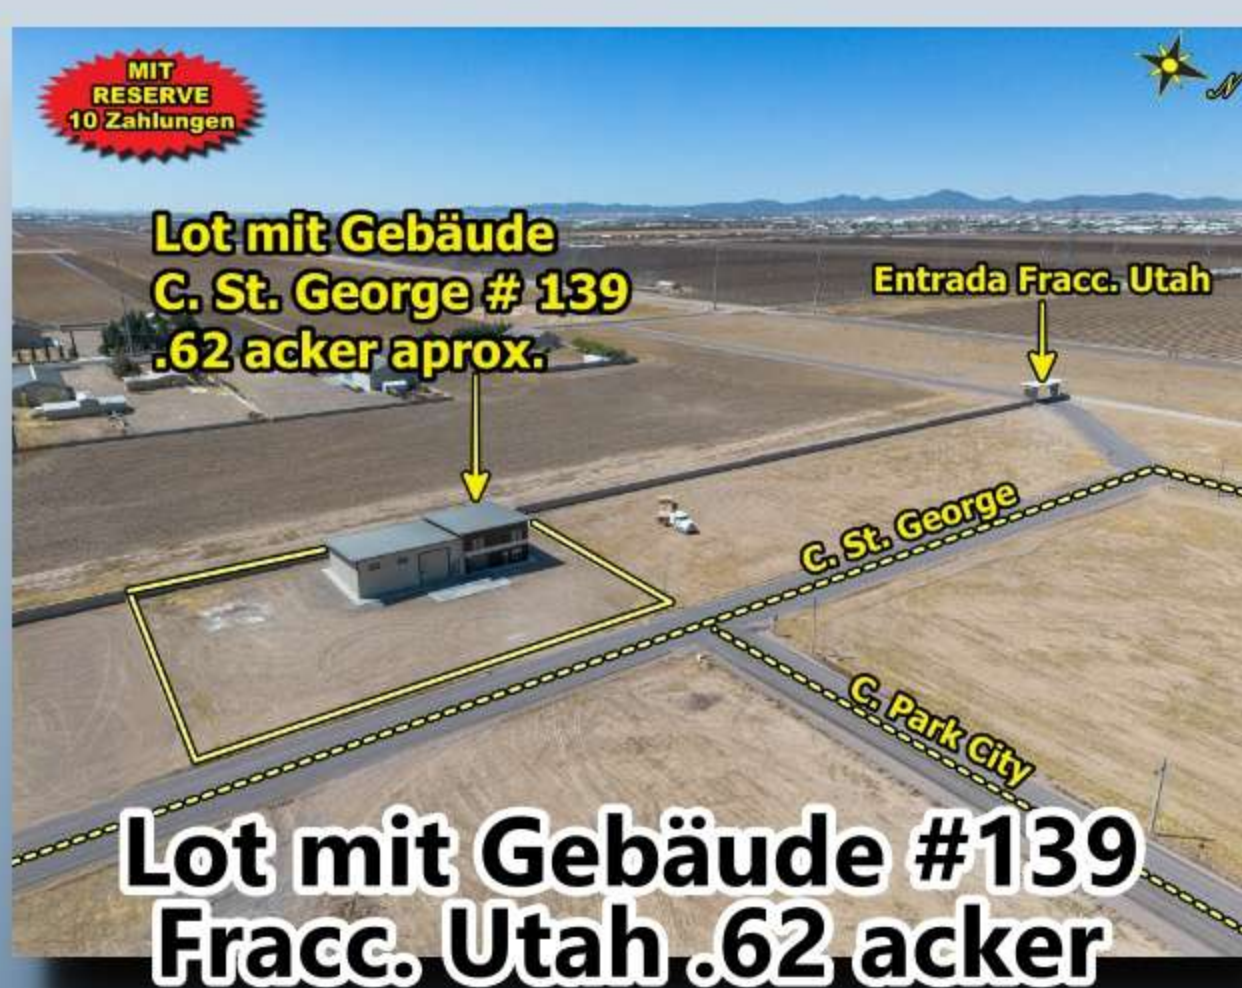 MIT
RESERVE
10 Zahlungen
N
Lot mit Gebäude
C. St. George # 139
.62 acker aprox.
Entrada Fracc. Utah
C. St. George
C. Park City
Lot mit Gebäude #139
Fracc. Utah .62 acker